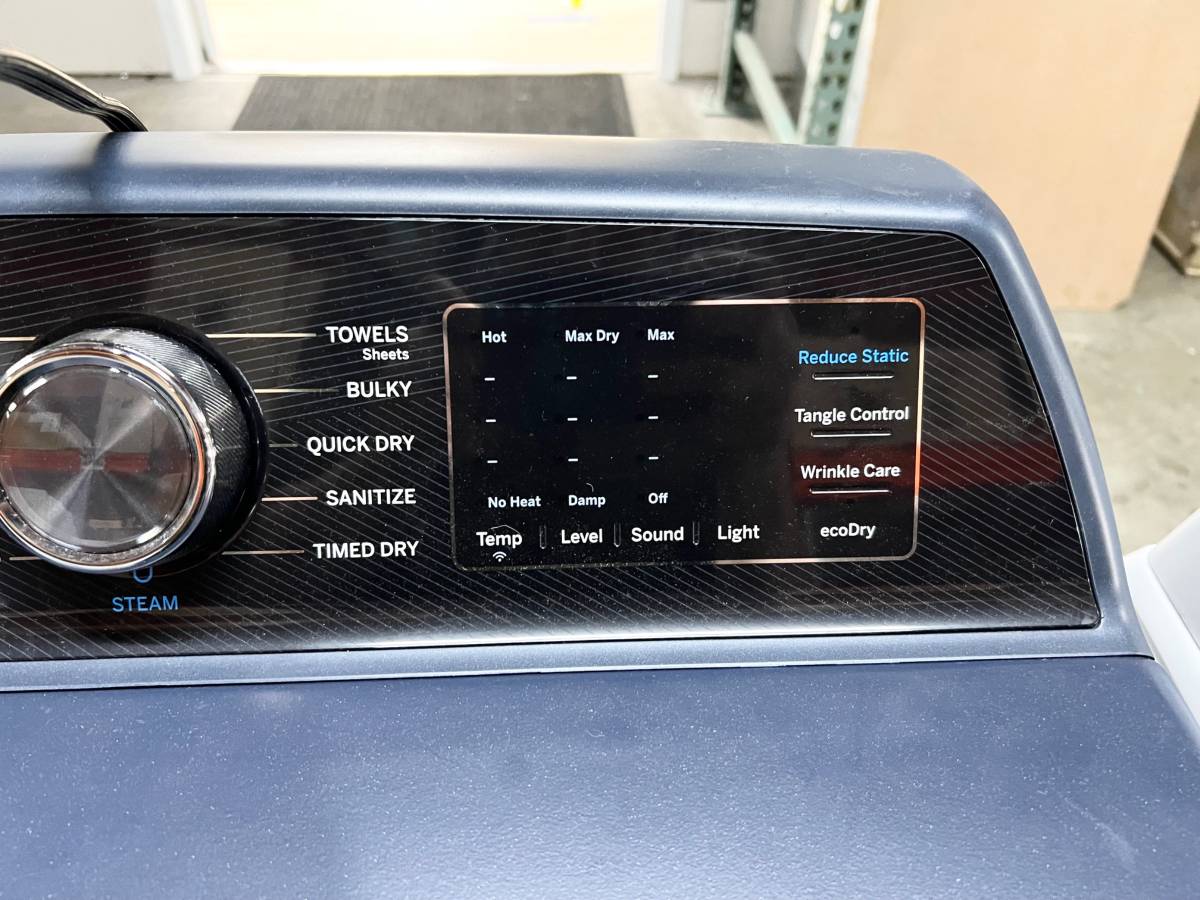 TOWELS
Sheets
BULKY
QUICK DRY
SANITIZE
TIMED DRY
STEAM
Hot Max Dry Max
No Heat Damp Off
Temp Level Sound Light
Reduce Static
Tangle Control
Wrinkle Care
ecoDry